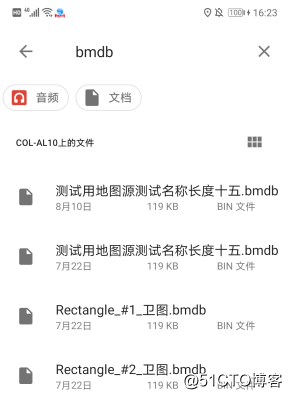 HD 4G 100 16:23
bmdb
音频 文档
COL-AL10上的文件
测试用地图源测试名称长度十五.bmdb
8月10日 119 KB BIN 文件
测试用地图源测试名称长度十五.bmdb
7月22日 119 KB BIN 文件
Rectangle_#1_卫图.bmdb
7月22日 119 KB BIN 文件
Rectangle_#2_卫图.bmdb
7月22日 119 KB BIN 文件
@51CTO博客